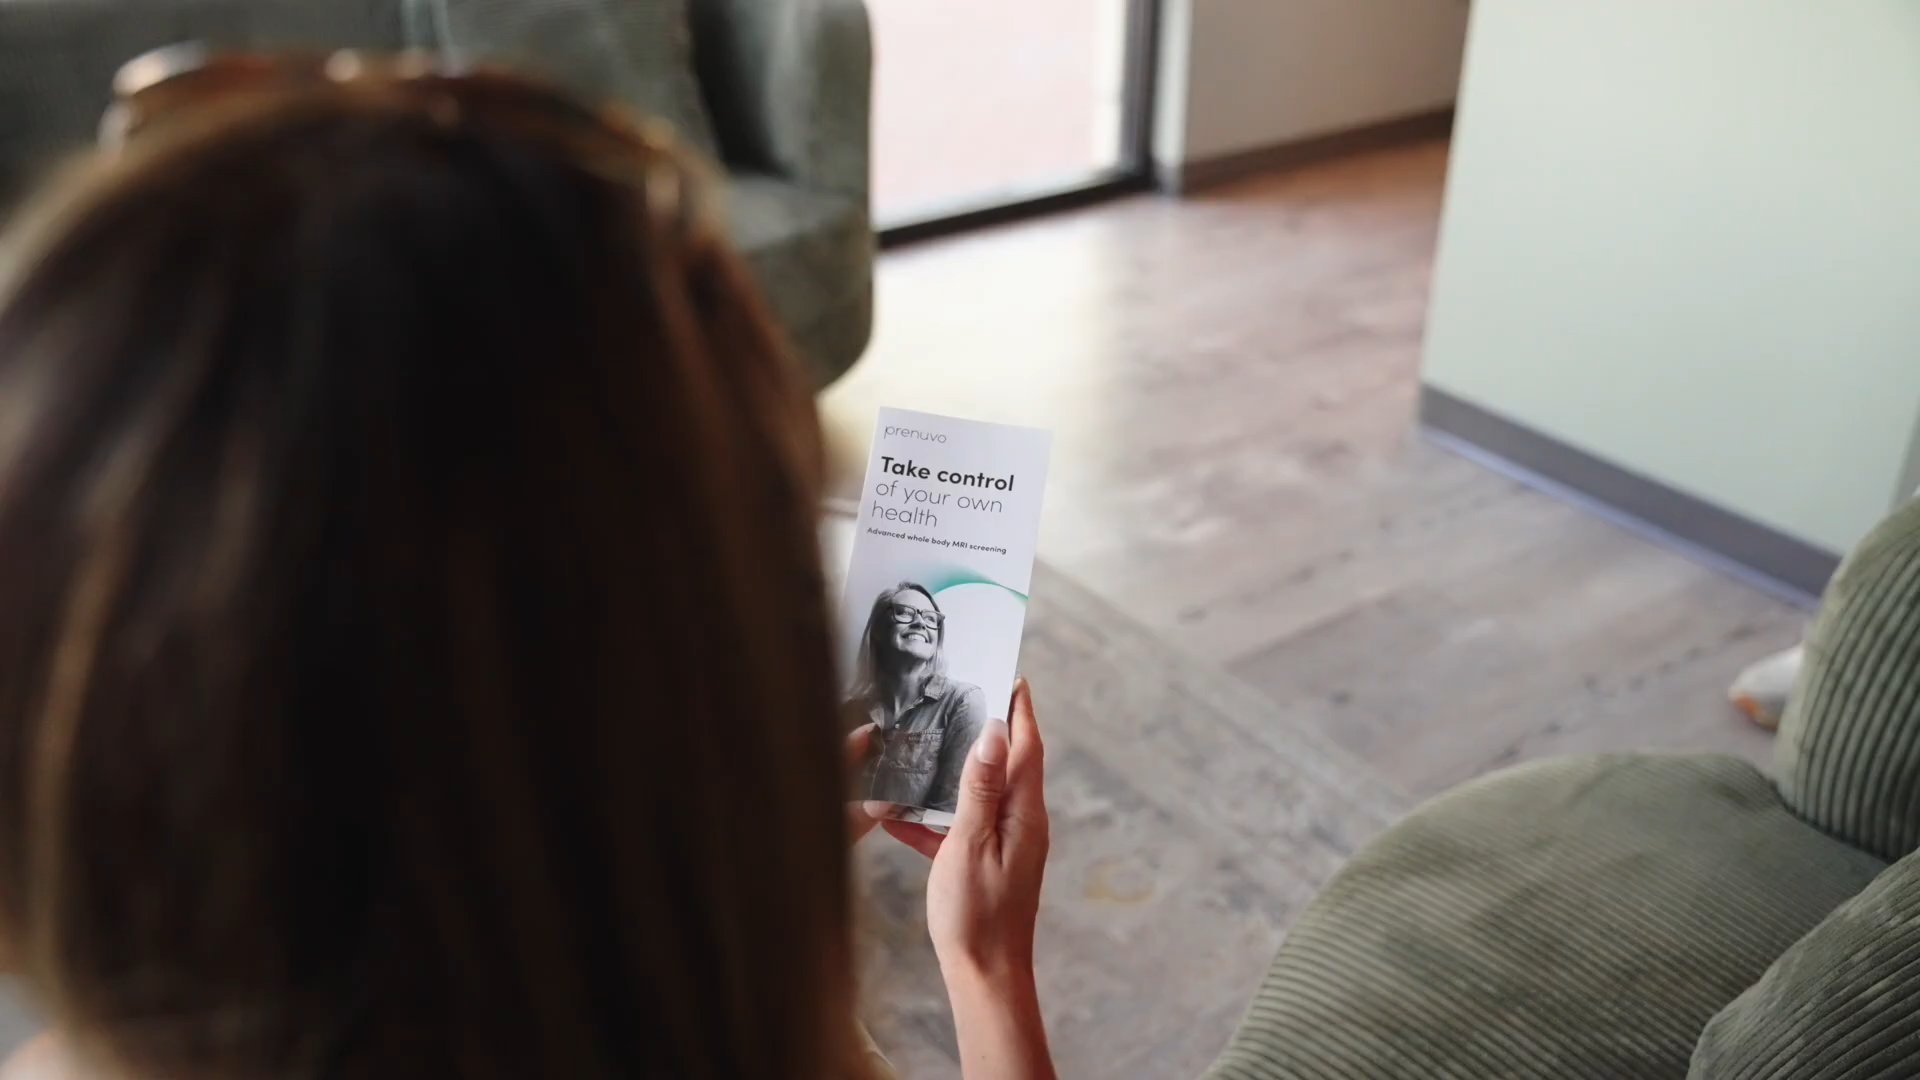 prenuvo
Take control
of your own
health
Advanced whole body MRI screening